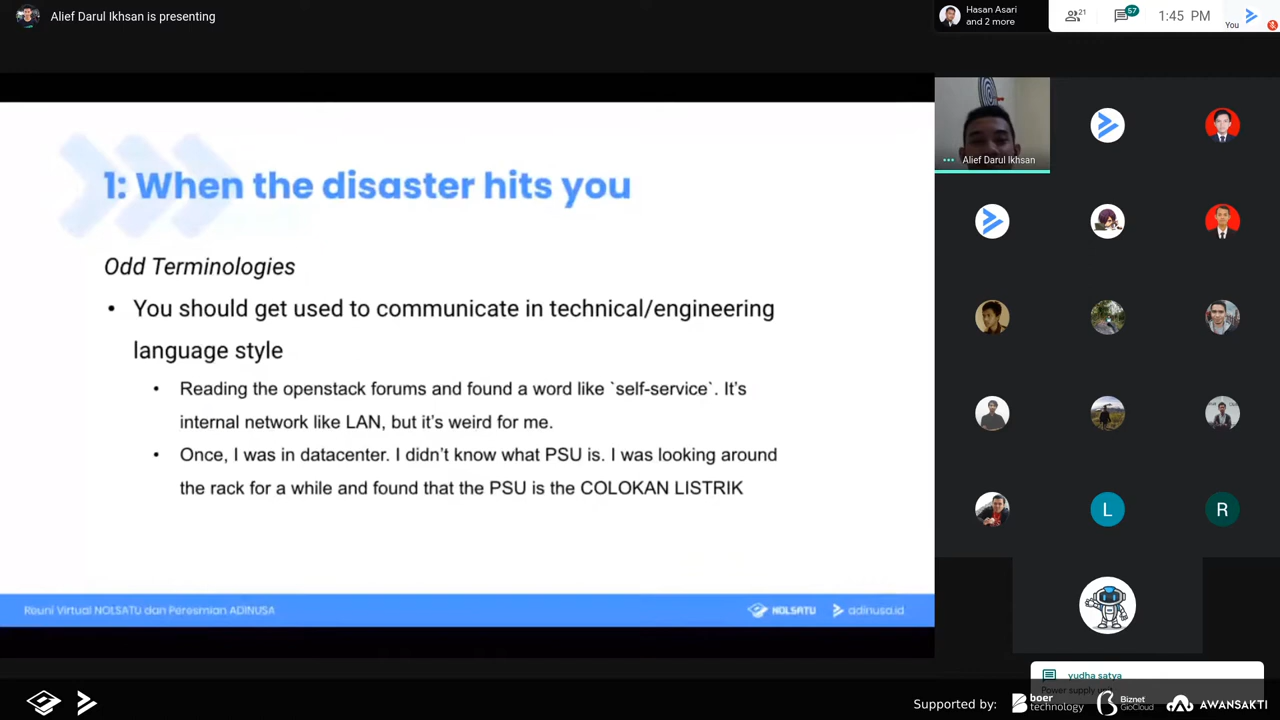 Alief Darul Ikhsan is presenting
Hasan Asari
and 2 more
21
57
1:45 PM
You
1: When the disaster hits you
Odd Terminologies
• You should get used to communicate in technical/engineering
language style
• Reading the openstack forums and found a word like `self-service`. It's
internal network like LAN, but it's weird for me.
• Once, I was in datacenter. I didn't know what PSU is. I was looking around
the rack for a while and found that the PSU is the COLOKAN LISTRIK
Reuni Virtual NOLSATU dan Peresmian ADINUSA
NOLSATU
adinusa.id
Alief Darul Ikhsan
L
R
yudha satya
Power supply unit
Supported by:
boer
technology
Biznet
GioCloud
AWANSAKTI